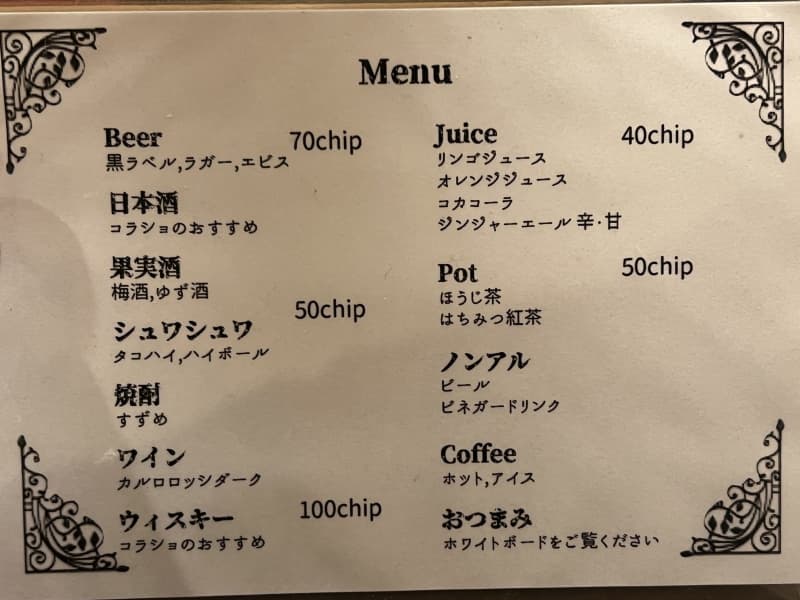 Menu
Beer 70chip
黒ラベル,ラガー,エビス
日本酒
コラショのおすすめ
果実酒
梅酒,ゆず酒
50chip
シュワシュワ
タコハイ,ハイボール
焼酎
すずめ
ワイン
カルロロッシダーク
ウィスキー 100chip
コラショのおすすめ
Juice 40chip
リンゴジュース
オレンジジュース
コカコーラ
ジンジャーエール 辛·甘
Pot 50chip
ほうじ茶
はちみつ紅茶
ノンアル
ビール
ビネガードリンク
Coffee
ホット,アイス
おつまみ
ホワイトボードをご覧ください